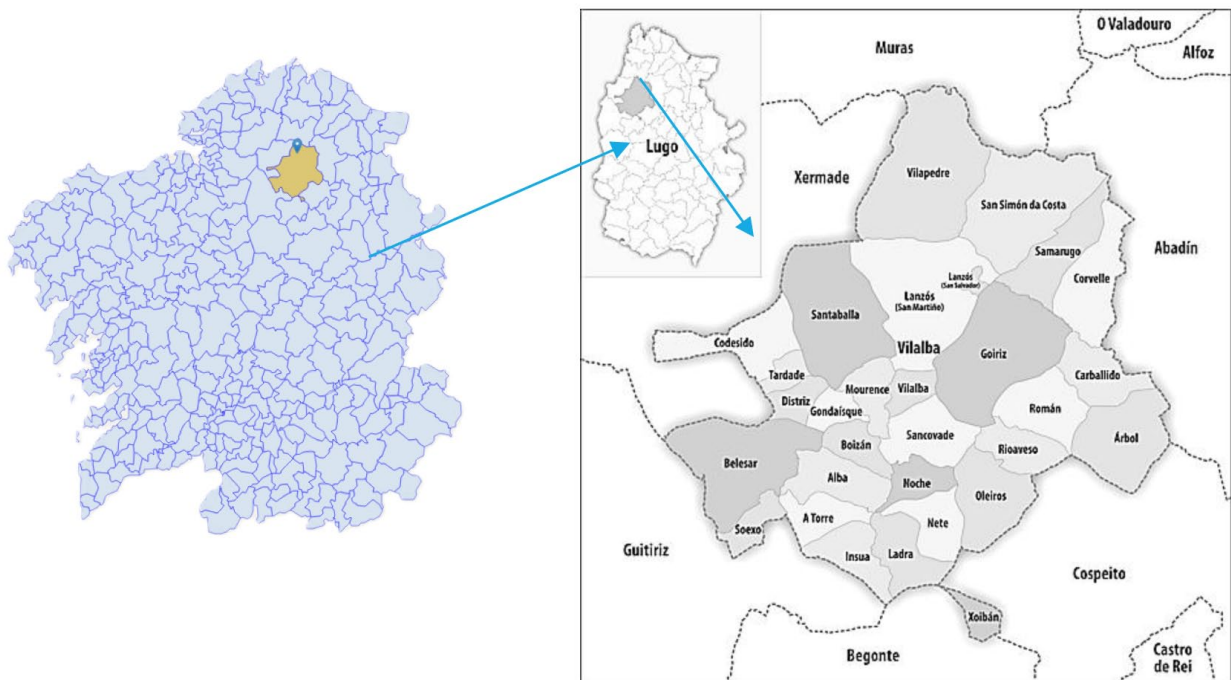 Lugo
O Valadouro
Alfoz
Muras
Xermade
Abadín
Vilapedre
San Simón da Costa
Samarugo
Corvelle
Lanzós
(San Salvador)
Lanzós
(San Martiño)
Santaballa
Codesido
Vilalba
Goiriz
Tardade
Carballido
Mourence
Vilalba
Distriz
Gondaísque
Román
Árbol
Sancovade
Boizán
Rioaveso
Belesar
Alba
Noche
Oleiros
A Torre
Nete
Soexo
Insua
Ladra
Guitiriz
Cospeito
Xoibán
Begonte
Castro
de Rei